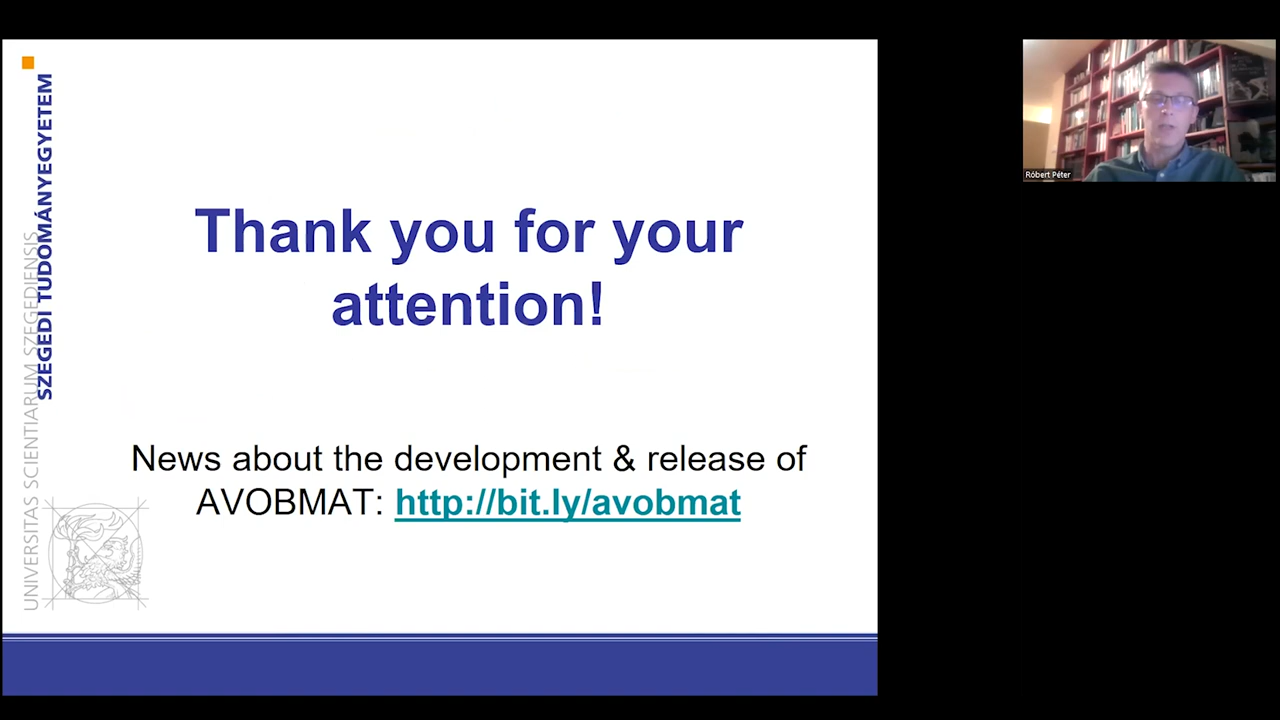 SZEGEDI TUDOMÁNYEGYETEM
UNIVERSITAS SCIENTIARUM SZEGEDIENSIS
Thank you for your
attention!
News about the development & release of
AVOBMAT: http://bit.ly/avobmat
Róbert Péter